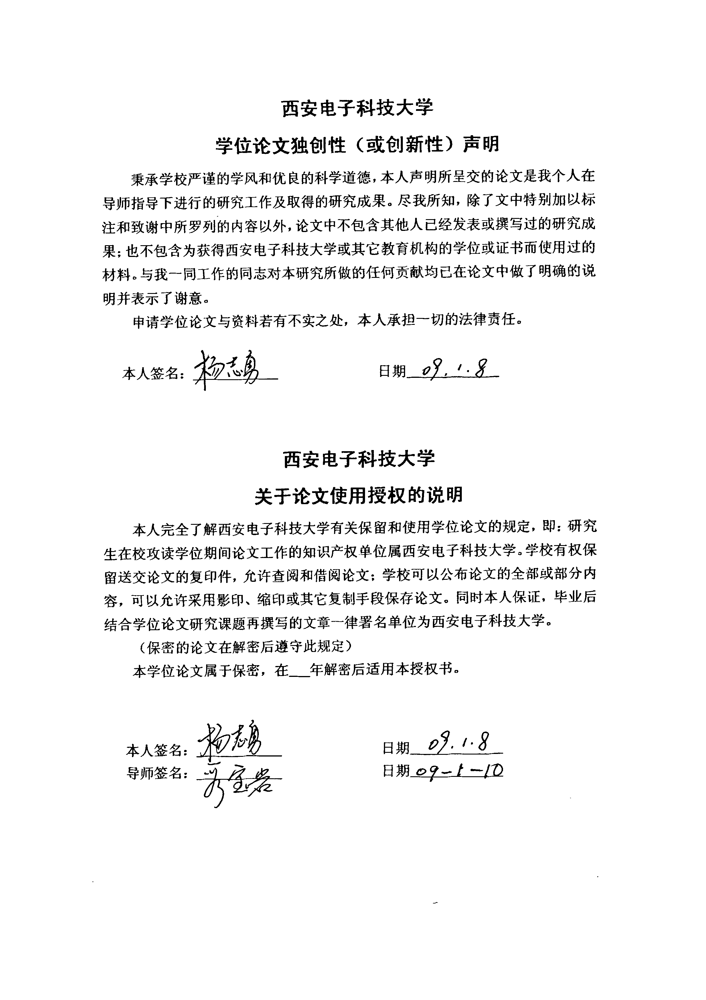 西安电子科技大学
学位论文独创性（或创新性）声明
秉承学校严谨的学风和优良的科学道德，本人声明所呈交的论文是我个人在
导师指导下进行的研究工作及取得的研究成果。尽我所知，除了文中特别加以标
注和致谢中所罗列的内容以外，论文中不包含其他人已经发表或撰写过的研究成
果；也不包含为获得西安电子科技大学或其它教育机构的学位或证书而使用过的
材料。与我一同工作的同志对本研究所做的任何贡献均已在论文中做了明确的说
明并表示了谢意。
申请学位论文与资料若有不实之处，本人承担一切的法律责任。
本人签名：杨志勇 日期 09.1.8
西安电子科技大学
关于论文使用授权的说明
本人完全了解西安电子科技大学有关保留和使用学位论文的规定，即：研究
生在校攻读学位期间论文工作的知识产权单位属西安电子科技大学。学校有权保
留送交论文的复印件，允许查阅和借阅论文；学校可以公布论文的全部或部分内
容，可以允许采用影印、缩印或其它复制手段保存论文。同时本人保证，毕业后
结合学位论文研究课题再撰写的文章一律署名单位为西安电子科技大学。
（保密的论文在解密后遵守此规定）
本学位论文属于保密，在___年解密后适用本授权书。
本人签名：杨志勇 日期 09.1.8
导师签名： 日期 09-1-10